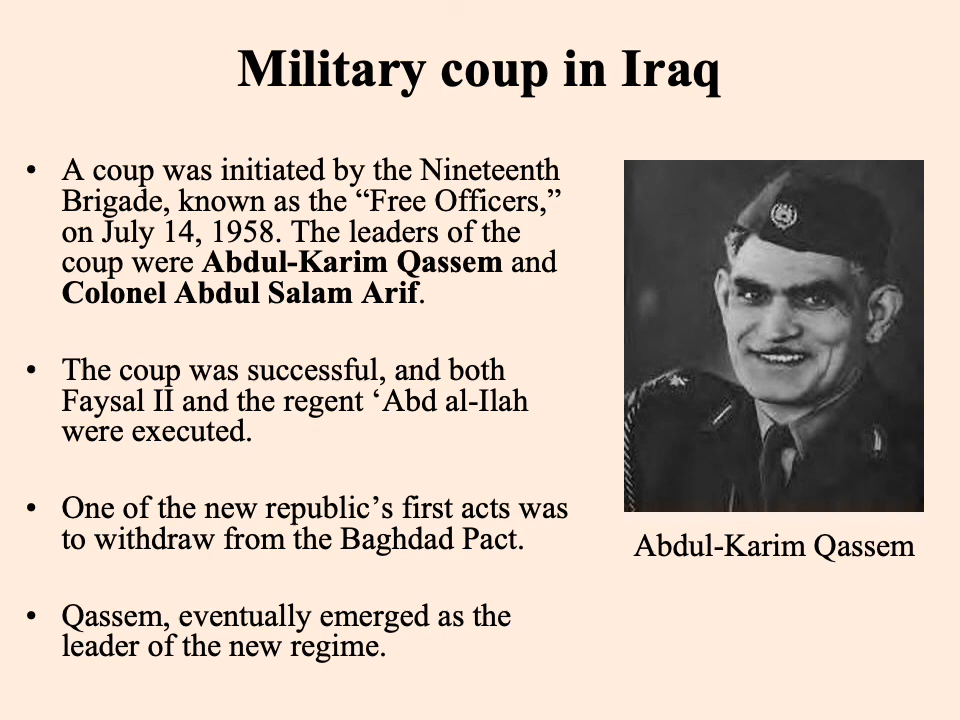 Military coup in Iraq
• A coup was initiated by the Nineteenth
Brigade, known as the “Free Officers,”
on July 14, 1958. The leaders of the
coup were Abdul-Karim Qassem and
Colonel Abdul Salam Arif.
• The coup was successful, and both
Faysal II and the regent ‘Abd al-Ilah
were executed.
• One of the new republic’s first acts was
to withdraw from the Baghdad Pact.
• Qassem, eventually emerged as the
leader of the new regime.
Abdul-Karim Qassem